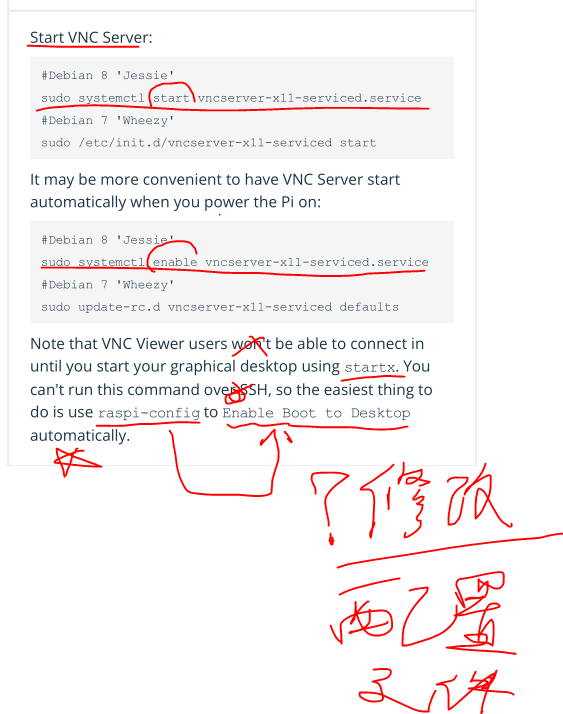 Start VNC Server:
#Debian 8 'Jessie'
sudo systemctl start vncserver-x11-serviced.service
#Debian 7 'Wheezy'
sudo /etc/init.d/vncserver-x11-serviced start
It may be more convenient to have VNC Server start
automatically when you power the Pi on:
#Debian 8 'Jessie'
sudo systemctl enable vncserver-x11-serviced.service
#Debian 7 'Wheezy'
sudo update-rc.d vncserver-x11-serviced defaults
Note that VNC Viewer users won't be able to connect in
until you start your graphical desktop using startx. You
can't run this command over SSH, so the easiest thing to
do is use raspi-config to Enable Boot to Desktop
automatically.
? 修改
配置
文件